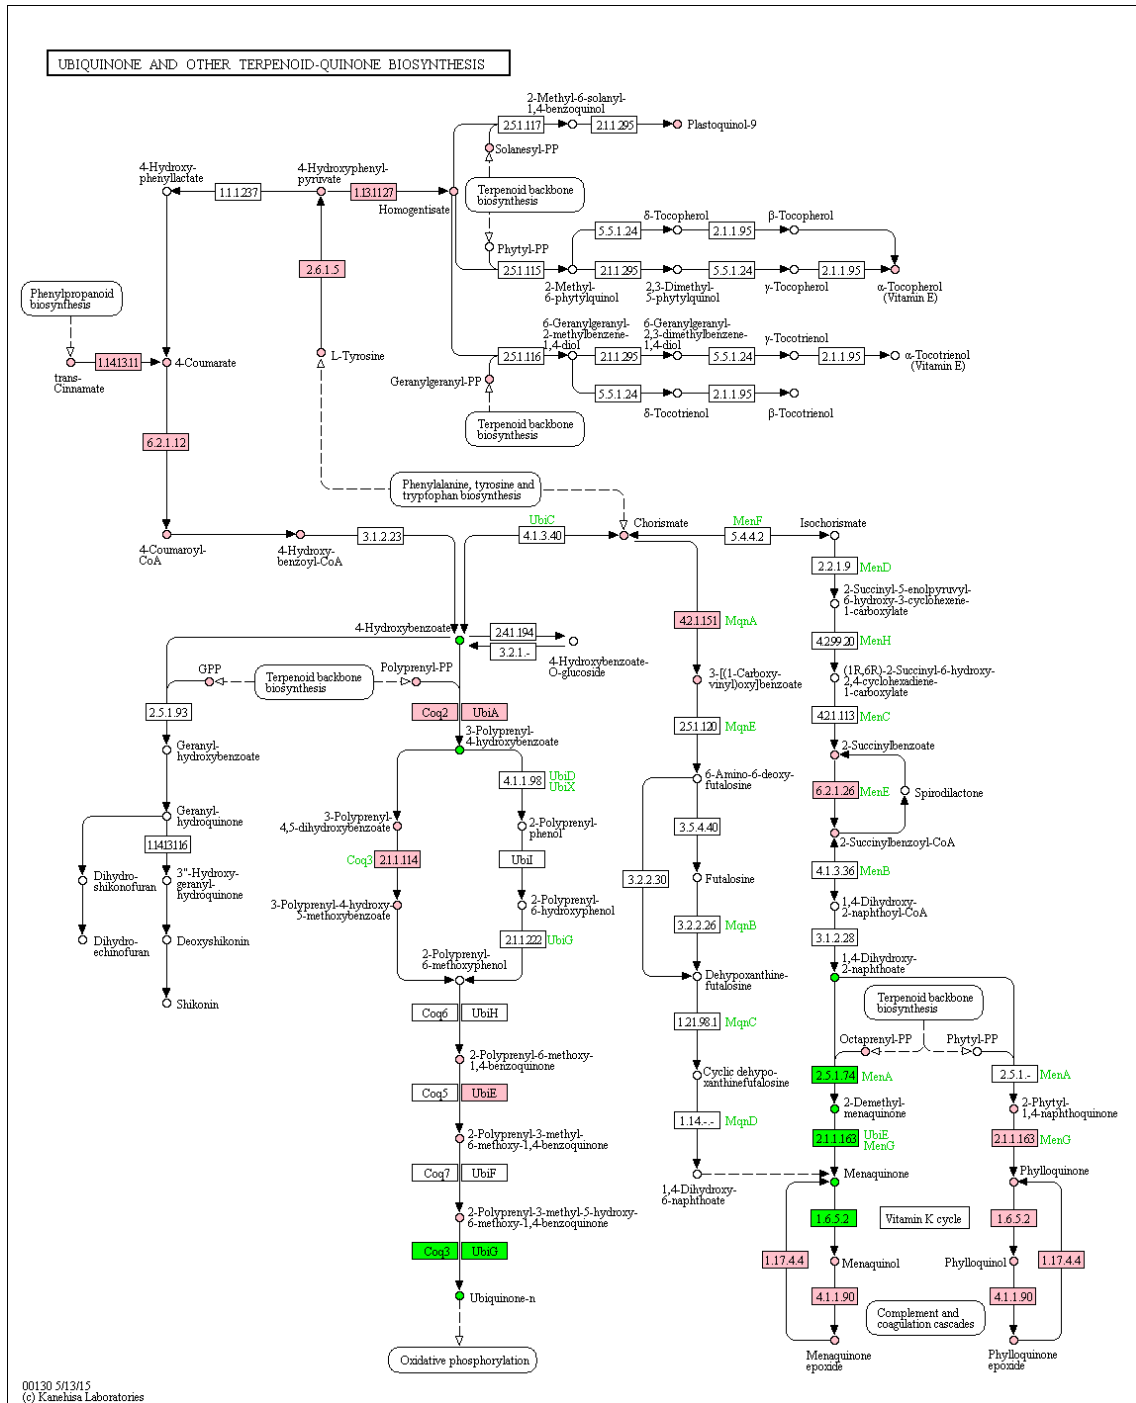 UBIQUINONE AND OTHER TERPENOID-QUINONE BIOSYNTHESIS
2-Methyl-6-solanyl-
1,4-benzoquinol
2.5.1.117
2.1.1.295
Plastoquinol-9
Solanesyl-PP
4-Hydroxy-
phenyllactate
1.1.1.237
4-Hydroxyphenyl-
pyruvate
1.13.11.27
Homogentisate
Terpenoid backbone
biosynthesis
δ-Tocopherol
β-Tocopherol
5.5.1.24
2.1.1.95
Phytyl-PP
2.6.1.5
2.5.1.115
2.1.1.295
5.5.1.24
2.1.1.95
2-Methyl-
6-phytylquinol
2,3-Dimethyl-
5-phytylquinol
γ-Tocopherol
α-Tocopherol
(Vitamin E)
Phenylpropanoid
biosynthesis
6-Geranylgeranyl-
2-methylbenzene-
1,4-diol
6-Geranylgeranyl-
2,3-dimethylbenzene-
1,4-diol
γ-Tocotrienol
1.14.13.11
4-Coumarate
trans-
Cinnamate
L-Tyrosine
2.5.1.116
2.1.1.295
5.5.1.24
2.1.1.95
α-Tocotrienol
(Vitamin E)
Geranylgeranyl-PP
5.5.1.24
2.1.1.95
δ-Tocotrienol
β-Tocotrienol
Terpenoid backbone
biosynthesis
6.2.1.12
Phenylalanine, tyrosine and
tryptophan biosynthesis
UbiC
4.1.3.40
Chorismate
MenF
5.4.4.2
Isochorismate
4-Coumaroyl-
CoA
4-Hydroxy-
benzoyl-CoA
3.1.2.23
2.2.1.9
MenD
2-Succinyl-5-enolpyruvyl-
6-hydroxy-3-cyclohexene-
1-carboxylate
4-Hydroxybenzoate
2.4.1.194
3.2.1.-
4-Hydroxybenzoate-
O-glucoside
4.2.1.151
MqnA
4.2.99.20
MenH
GPP
Terpenoid backbone
biosynthesis
Polyprenyl-PP
3-[(1-Carboxy-
vinyl)oxy]benzoate
(1R,6R)-2-Succinyl-6-hydroxy-
2,4-cyclohexadiene-
1-carboxylate
2.5.1.93
Coq2
UbiA
2.5.1.120
MqnE
4.2.1.113
MenC
Geranyl-
hydroxybenzoate
3-Polyprenyl-
4-hydroxybenzoate
2-Succinylbenzoate
4.1.1.98
UbiD
UbiX
6-Amino-6-deoxy-
futalosine
6.2.1.26
MenE
Spirodilactone
Geranyl-
hydroquinone
3-Polyprenyl-
4,5-dihydroxybenzoate
2-Polyprenyl-
phenol
3.5.4.40
2-Succinylbenzoyl-CoA
1.14.13.116
Coq3
2.1.1.114
UbiI
4.1.3.36
MenB
Dihydro-
shikonofuran
3"-Hydroxy-
geranyl-
hydroquinone
3.2.2.30
Futalosine
3-Polyprenyl-4-hydroxy-
5-methoxybenzoate
2-Polyprenyl-
6-hydroxyphenol
1,4-Dihydroxy-
2-naphthoyl-CoA
3.2.2.26
MqnB
Dihydro-
echinofuran
Deoxyshikonin
2.1.1.222
UbiG
3.1.2.28
2-Polyprenyl-
6-methoxyphenol
1,4-Dihydroxy-
2-naphthoate
Dehypoxanthine-
futalosine
Shikonin
Terpenoid backbone
biosynthesis
Coq6
UbiH
1.21.98.1
MqnC
Octaprenyl-PP
Phytyl-PP
2-Polyprenyl-6-methoxy-
1,4-benzoquinone
Cyclic dehypo-
xanthinefutalosine
2.5.1.74
MenA
2.5.1.-
MenA
Coq5
UbiE
2-Demethyl-
menaquinone
2-Phytyl-
1,4-naphthoquinone
1.14.-.-
MqnD
2-Polyprenyl-3-methyl-
6-methoxy-1,4-benzoquinone
2.1.1.163
UbiE
MenG
2.1.1.163
MenG
Coq7
UbiF
1,4-Dihydroxy-
6-naphthoate
Menaquinone
Phylloquinone
2-Polyprenyl-3-methyl-5-hydroxy-
6-methoxy-1,4-benzoquinone
1.6.5.2
Vitamin K cycle
1.6.5.2
Coq3
UbiG
1.17.4.4
Menaquinol
Phylloquinol
1.17.4.4
Ubiquinone-n
4.1.1.90
4.1.1.90
Complement and
coagulation cascades
Oxidative phosphorylation
Menaquinone
epoxide
Phylloquinone
epoxide
00130 5/13/15
(c) Kanehisa Laboratories